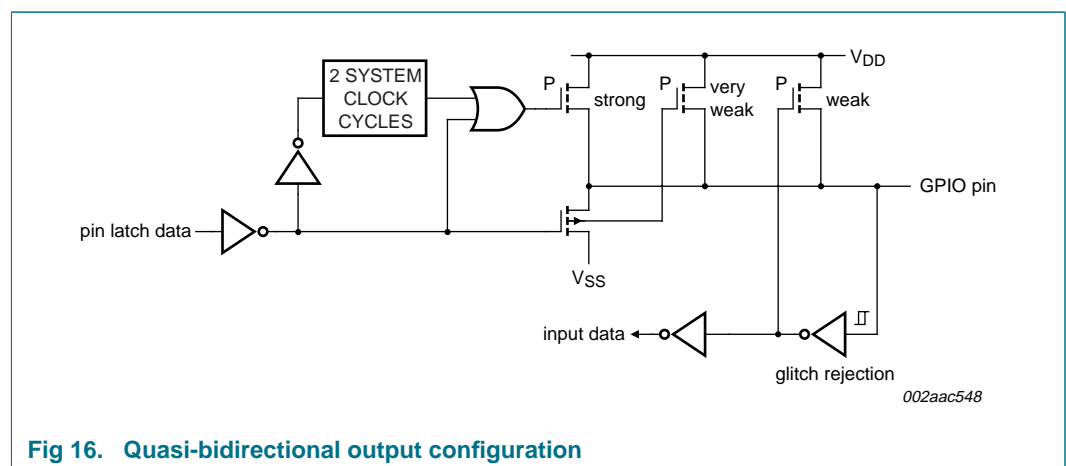 2 SYSTEM
CLOCK
CYCLES
P
strong
P
very
weak
P
weak
VDD
GPIO pin
pin latch data
VSS
input data
glitch rejection
002aac548
Fig 16. Quasi-bidirectional output configuration